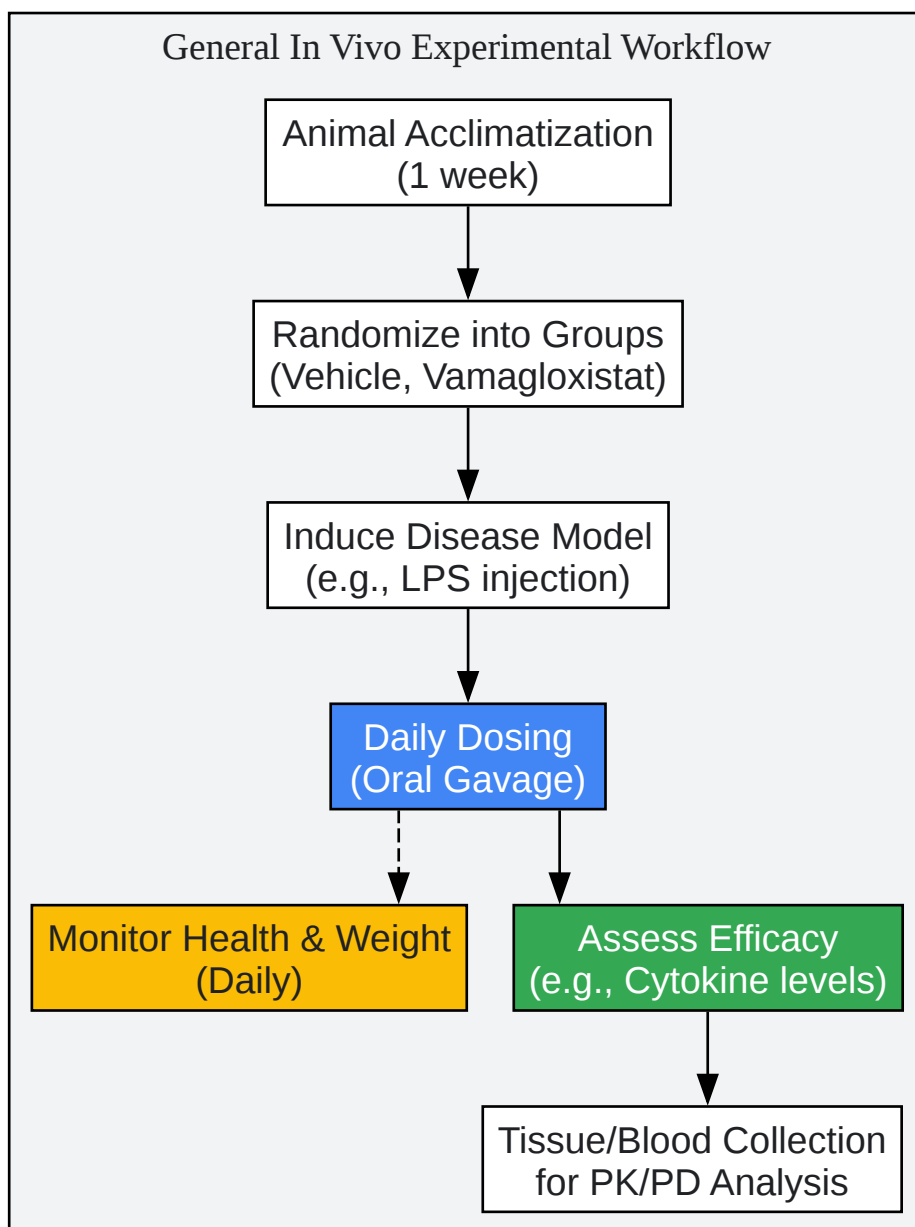 General In Vivo Experimental Workflow
Animal Acclimatization
(1 week)
Randomize into Groups
(Vehicle, Vamagloxistat)
Induce Disease Model
(e.g., LPS injection)
Daily Dosing
(Oral Gavage)
Monitor Health & Weight
(Daily)
Assess Efficacy
(e.g., Cytokine levels)
Tissue/Blood Collection
for PK/PD Analysis